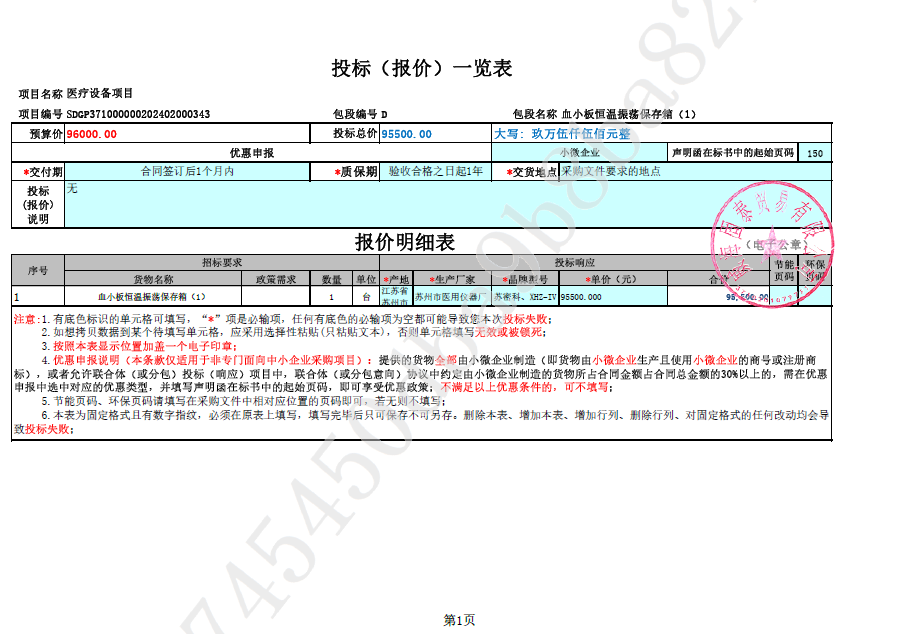 投标（报价）一览表
项目名称 医疗设备项目
项目编号 SDGP371000000202402000343 包段编号 D 包段名称 血小板恒温振荡保存箱（1）
预算价 96000.00 投标总价 95500.00 大写: 玖万伍仟伍佰元整
优惠申报 小微企业 声明函在标书中的起始页码 150
*交付期 合同签订后1个月内 *质保期 验收合格之日起1年 *交货地点 采购文件要求的地点
投标（报价）说明 无
报价明细表
序号 招标要求 投标响应 节能页码 环保页码
货物名称 政策需求 数量 单位 *产地 *生产厂家 *品牌型号 *单价（元） 合
1 血小板恒温振荡保存箱（1） 1 台 江苏省苏州市 苏州市医用仪器厂 苏密科、XHZ-IV 95500.000 95,500.00
（电子公章）
注意:1.有底色标识的单元格可填写，“*”项是必输项，任何有底色的必输项为空都可能导致您本次投标失败；
2.如想拷贝数据到某个待填写单元格，应采用选择性粘贴(只粘贴文本)，否则单元格填写无效或被锁死；
3.按照本表显示位置加盖一个电子印章；
4.优惠申报说明（本条款仅适用于非专门面向中小企业采购项目）：提供的货物全部由小微企业制造（即货物由小微企业生产且使用小微企业的商号或注册商
标），或者允许联合体（或分包）投标（响应）项目中，联合体（或分包意向）协议中约定由小微企业制造的货物所占合同金额占合同总金额的30%以上的，需在优惠
申报中选中对应的优惠类型，并填写声明函在标书中的起始页码，即可享受优惠政策；不满足以上优惠条件的，可不填写；
5.节能页码、环保页码请填写在采购文件中相对应位置的页码即可，若无则不填写；
6.本表为固定格式且有数字指纹，必须在原表上填写，填写完毕后只可保存不可另存。删除本表、增加本表、增加行列、删除行列、对固定格式的任何改动均会导
致投标失败；
第1页